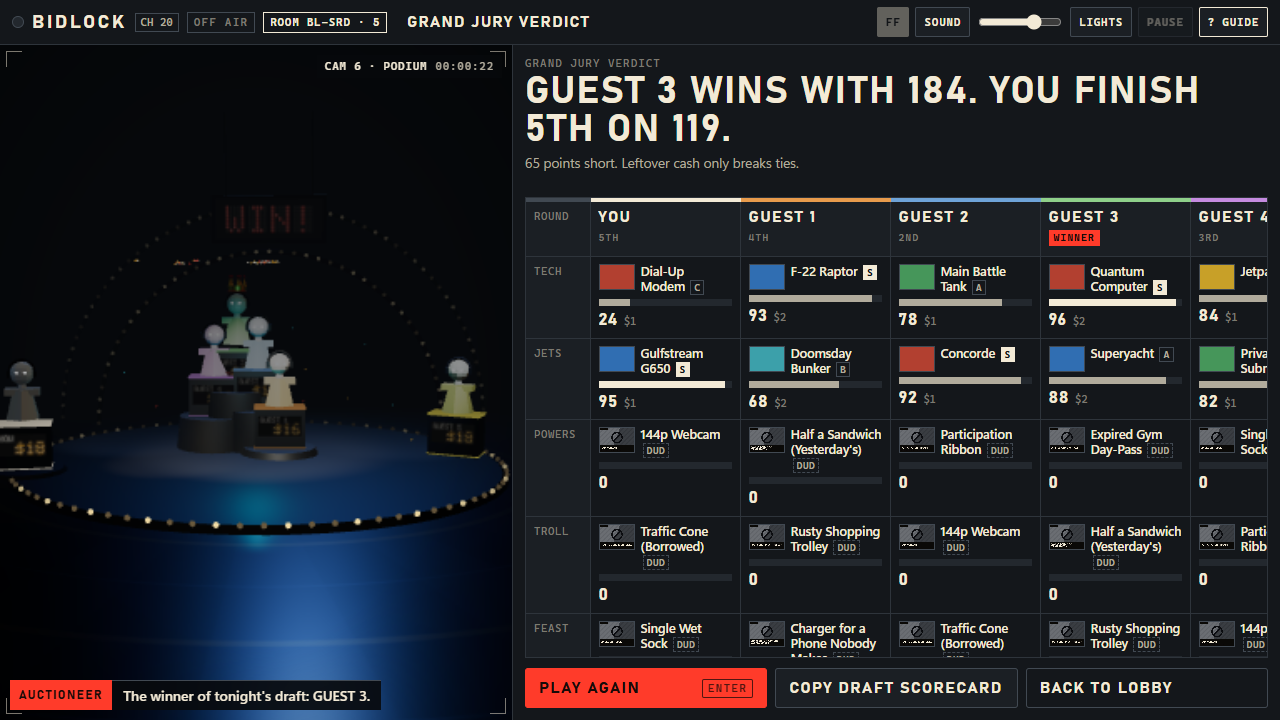 BIDLOCK CH 20 OFF AIR ROOM BL-SRD · 5 GRAND JURY VERDICT FF SOUND LIGHTS PAUSE ? GUIDE
CAM 6 · PODIUM 00:00:22
WIN!
$16
$18
$18
AUCTIONEER The winner of tonight's draft: GUEST 3.
GRAND JURY VERDICT
GUEST 3 WINS WITH 184. YOU FINISH
5TH ON 119.
65 points short. Leftover cash only breaks ties.
ROUND YOU GUEST 1 GUEST 2 GUEST 3 GUEST 4
5TH 4TH 2ND WINNER 3RD
TECH Dial-Up F-22 Raptor S Main Battle Quantum
Modem C Tank A Computer S
24 $1 93 $2 78 $1 96 $2 84 $1
JETS Gulfstream Doomsday Concorde S Superyacht A
G650 S Bunker B
95 $1 68 $2 92 $1 88 $2 82 $1
POWERS 144p Webcam Half a Sandwich Participation Expired Gym
DUD (Yesterday's) Ribbon DUD Day-Pass DUD
DUD
0 0 0 0
TROLL Traffic Cone Rusty Shopping 144p Webcam Half a Sandwich
(Borrowed) Trolley DUD DUD (Yesterday's)
DUD DUD
0 0 0 0
FEAST Single Wet Charger for a Traffic Cone Rusty Shopping 144p
Sock DUD Phone Nobody (Borrowed) Trolley DUD DUD
PLAY AGAIN ENTER COPY DRAFT SCORECARD BACK TO LOBBY